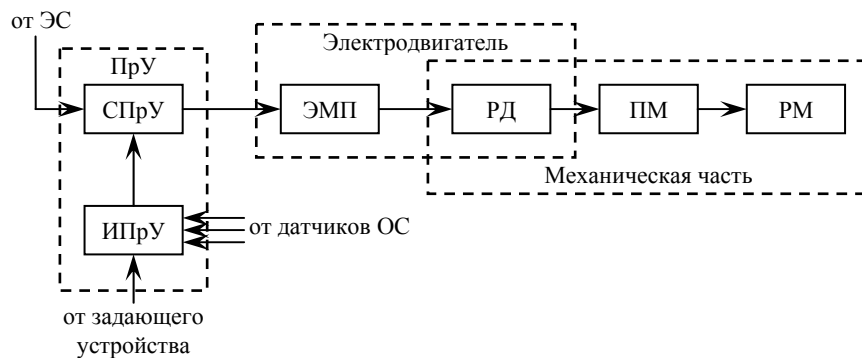 от ЭС
Электродвигатель
ПрУ
СПрУ
ЭМП
РД
ПМ
РМ
Механическая часть
ИПрУ
от датчиков ОС
от задающего
устройства